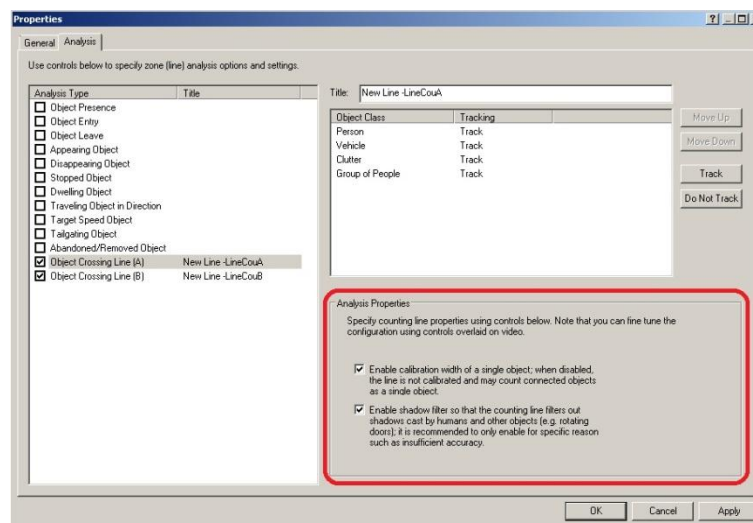 Properties
General Analysis
Use controls below to specify zone (line) analysis options and settings.
Analysis Type Title
Object Presence
Object Entry
Object Leave
Appearing Object
Disappearing Object
Stopped Object
Dwelling Object
Traveling Object in Direction
Target Speed Object
Tailgating Object
Abandoned/Removed Object
Object Crossing Line (A) New Line -LineCouA
Object Crossing Line (B) New Line -LineCouB
Title: New Line -LineCouA
Object Class Tracking
Person Track
Vehicle Track
Clutter Track
Group of People Track
Move Up
Move Down
Track
Do Not Track
Analysis Properties
Specify counting line properties using controls below. Note that you can fine tune the
configuration using controls overlaid on video.
Enable calibration width of a single object; when disabled,
the line is not calibrated and may count connected objects
as a single object.
Enable shadow filter so that the counting line filters out
shadows cast by humans and other objects (e.g. rotating
doors); it is recommended to only enable for specific reason
such as insufficient accuracy.
OK Cancel Apply